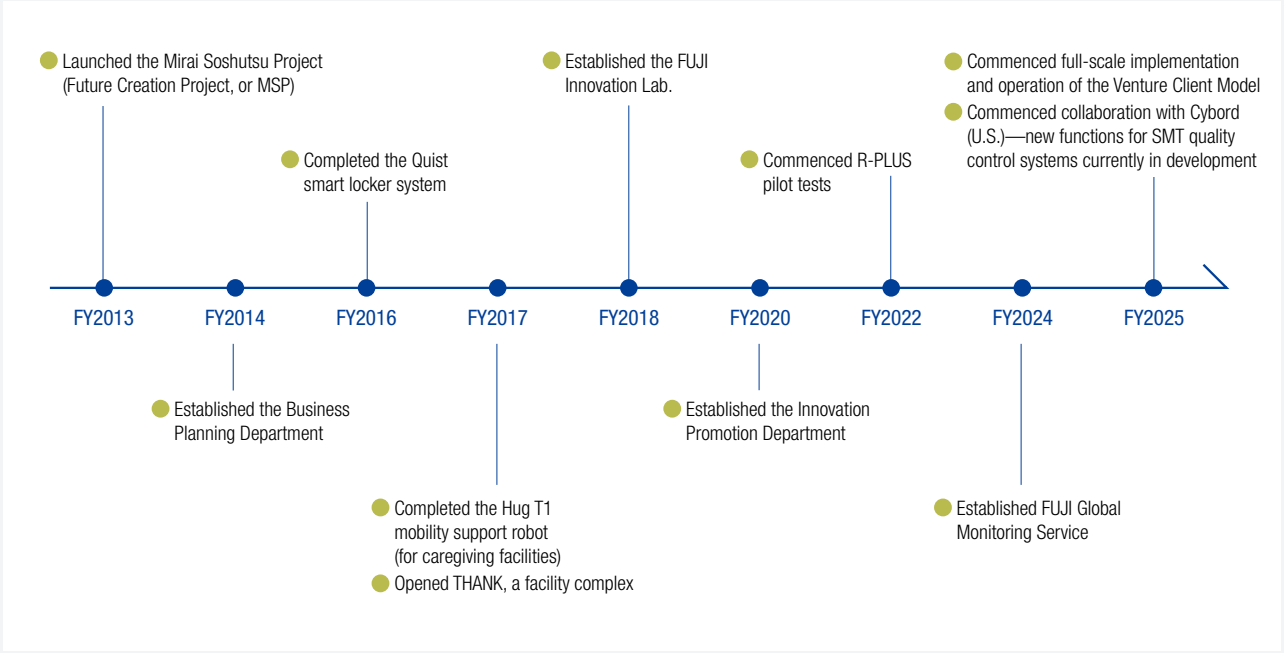 Launched the Mirai Soshutsu Project
(Future Creation Project, or MSP)
Established the FUJI
Innovation Lab.
Commenced full-scale implementation
and operation of the Venture Client Model
Commenced collaboration with Cybord
(U.S.)—new functions for SMT quality
control systems currently in development
Completed the Quist
smart locker system
Commenced R-PLUS
pilot tests
FY2013
FY2014
FY2016
FY2017
FY2018
FY2020
FY2022
FY2024
FY2025
Established the Business
Planning Department
Established the Innovation
Promotion Department
Completed the Hug T1
mobility support robot
(for caregiving facilities)
Opened THANK, a facility complex
Established FUJI Global
Monitoring Service